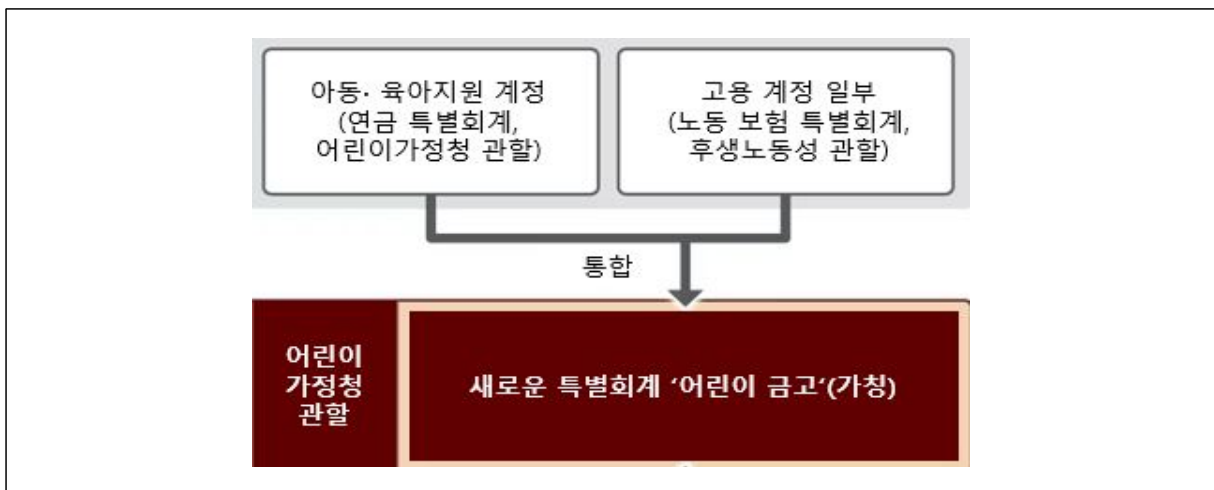 아동· 육아지원 계정
(연금 특별회계,
어린이가정청 관할)
고용 계정 일부
(노동 보험 특별회계,
후생노동성 관할)
통합
어린이
가정청
관할
새로운 특별회계 ‘어린이 금고’(가칭)